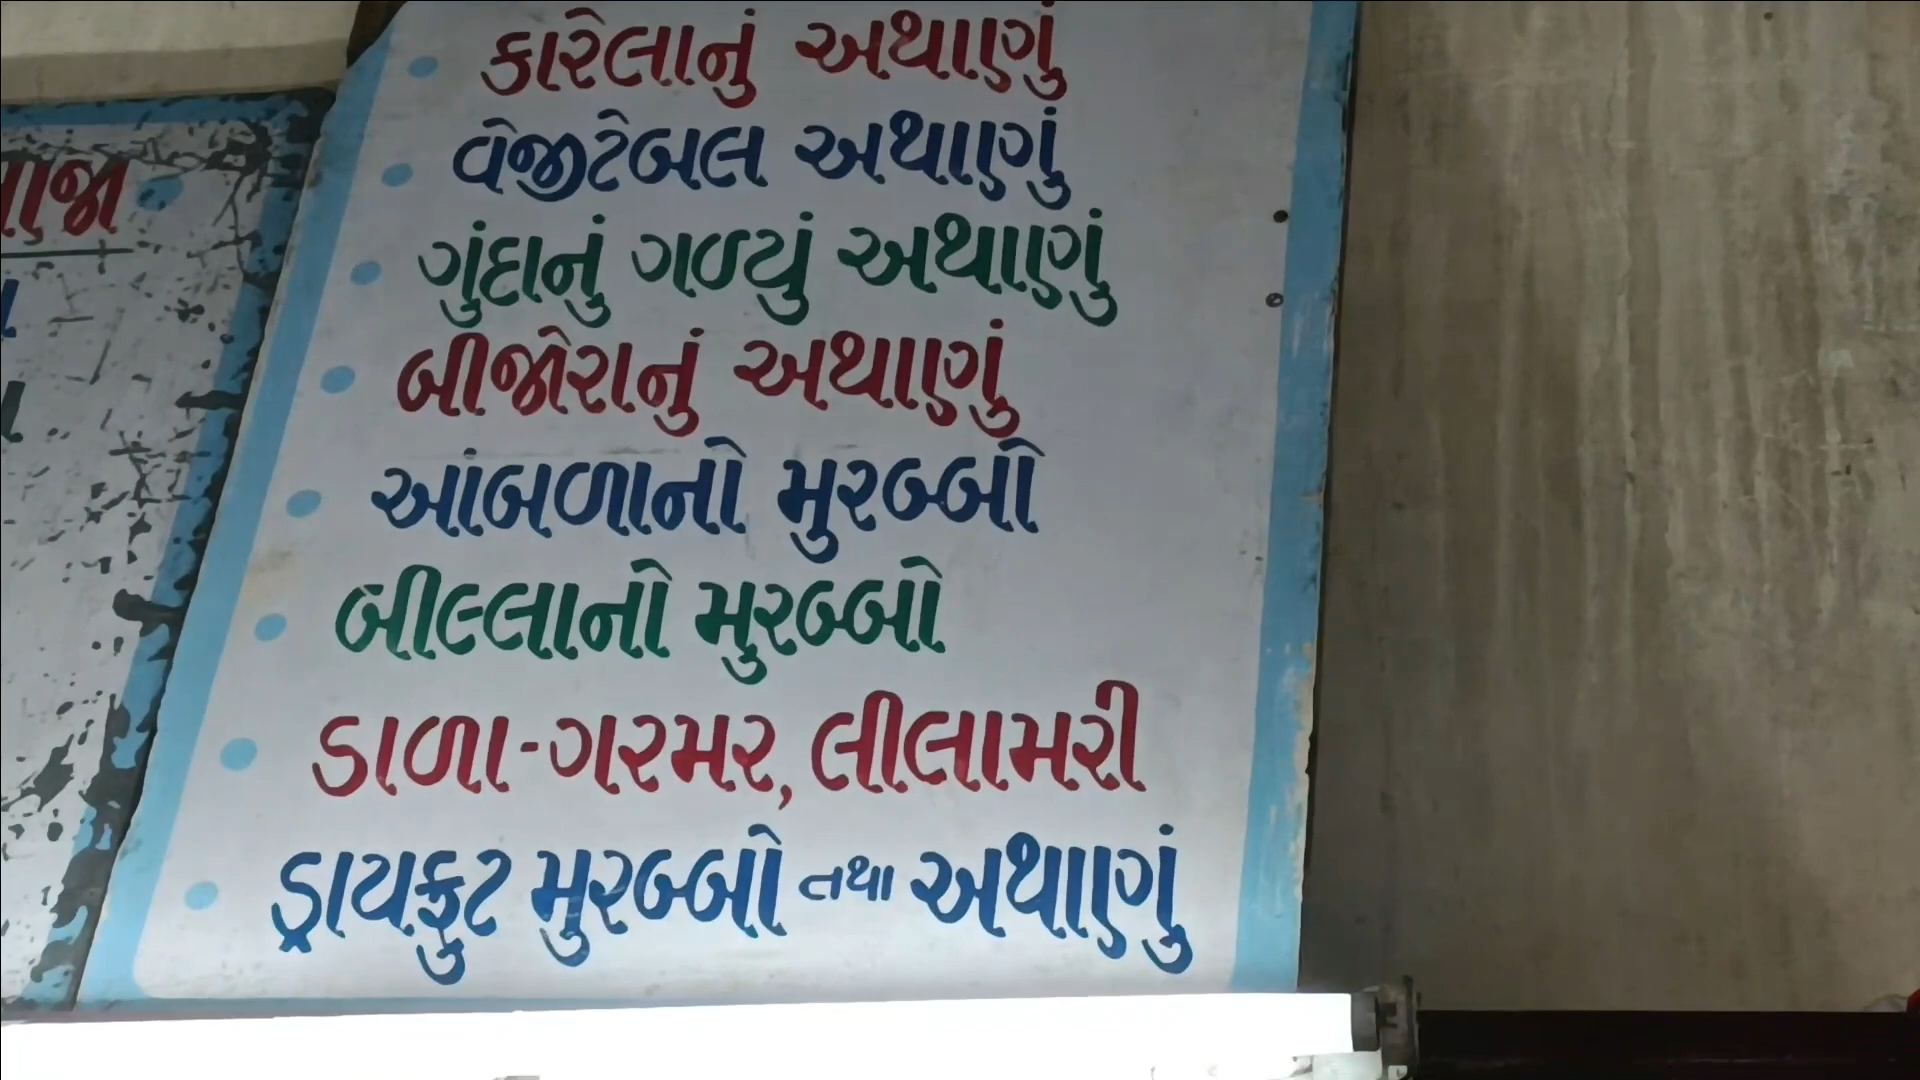 કારેલાનું અથાણું
વેજીટેબલ અથાણું
ગુંદાનું ગળ્યું અથાણું
બીજોરાનું અથાણું
આંબળાનો મુરબ્બો
બીલ્લાનો મુરબ્બો
ડાળા-ગરમર, લીલામરી
ડ્રાયફ્રુટ મુરબ્બો તથા અથાણું